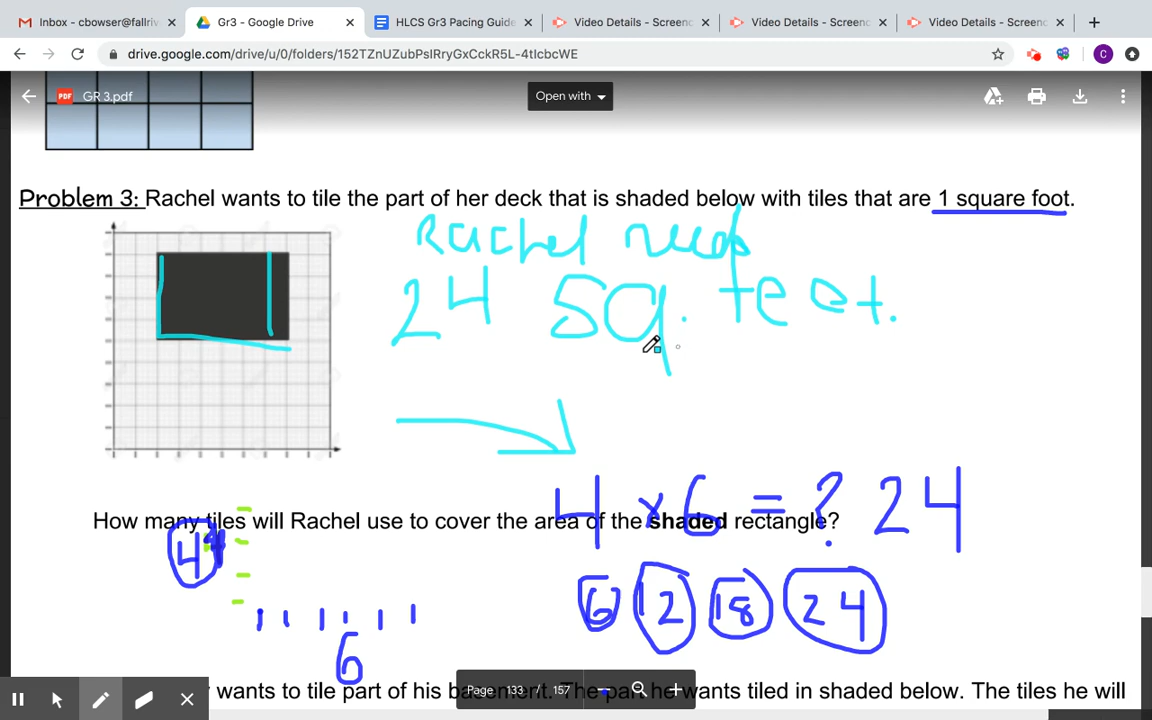 Inbox - cbowser@fallriv
Gr3 - Google Drive
HLCS Gr3 Pacing Guide
Video Details - Screenc
Video Details - Screenc
Video Details - Screenc
drive.google.com/drive/u/0/folders/152TZnUZubPsIRryGxCckR5L-4tIcbcWE
C
PDF GR 3.pdf
Open with
Problem 3: Rachel wants to tile the part of her deck that is shaded below with tiles that are 1 square foot.
Rachel needs
24 sq. feet.
4 x 6 = ? 24
How many tiles will Rachel use to cover the area of the shaded rectangle?
4
6 12 18 24
6
Page 133 / 157
wants to tile part of his basement. The part he wants tiled in shaded below. The tiles he will